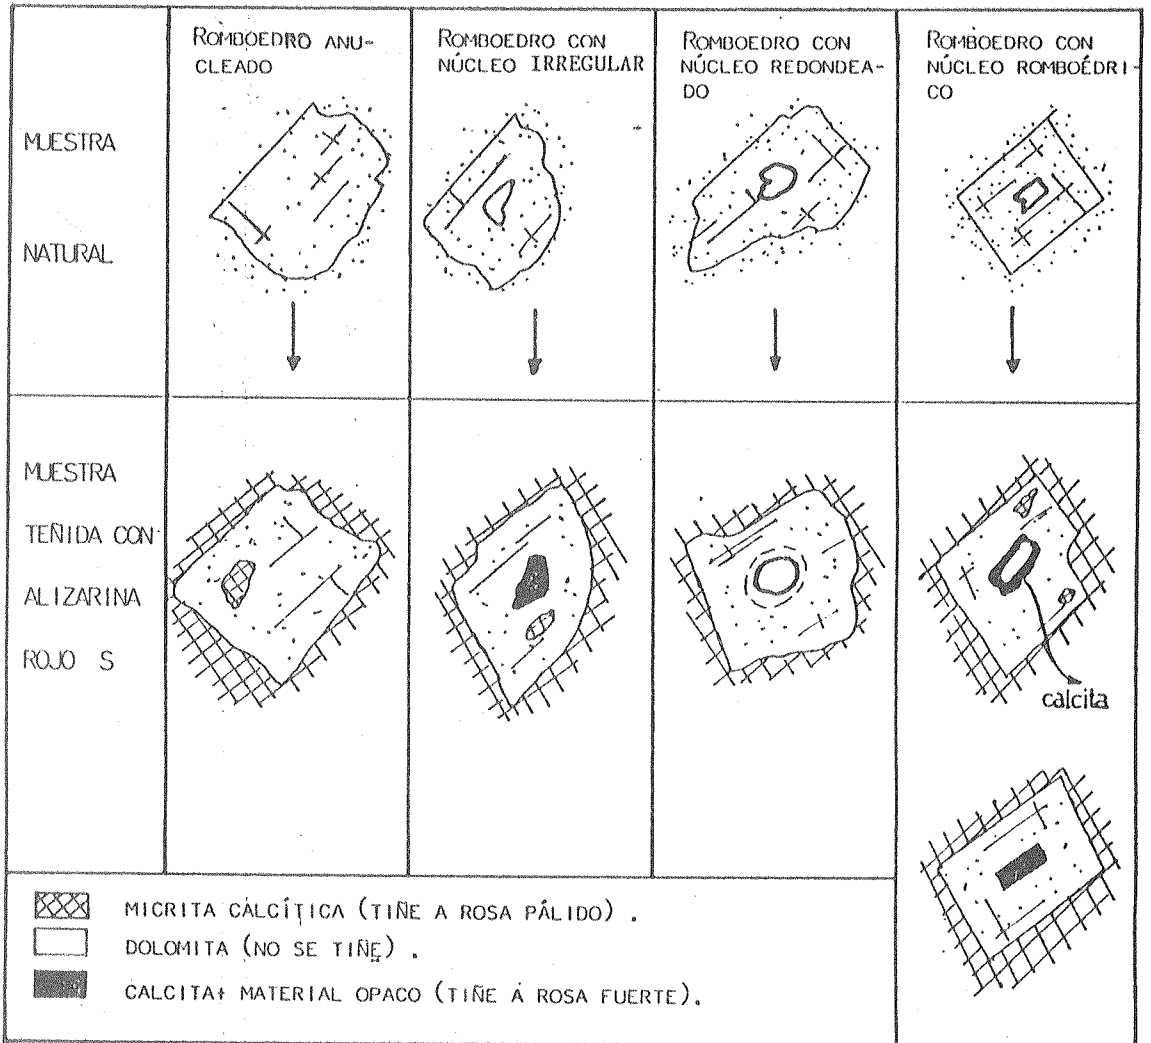 ROMBOEDRO ANU-
CLEADO
ROMBOEDRO CON
NÚCLEO IRREGULAR
ROMBOEDRO CON
NÚCLEO REDONDEA-
DO
ROMBOEDRO CON
NÚCLEO ROMBOÉDRI-
CO
MUESTRA
NATURAL
MUESTRA
TEÑIDA CON
ALIZARINA
ROJO S
calcita
MICRITA CALCÍTICA (TIÑE A ROSA PÁLIDO) .
DOLOMITA (NO SE TIÑE) .
CALCITA+ MATERIAL OPACO (TIÑE A ROSA FUERTE).